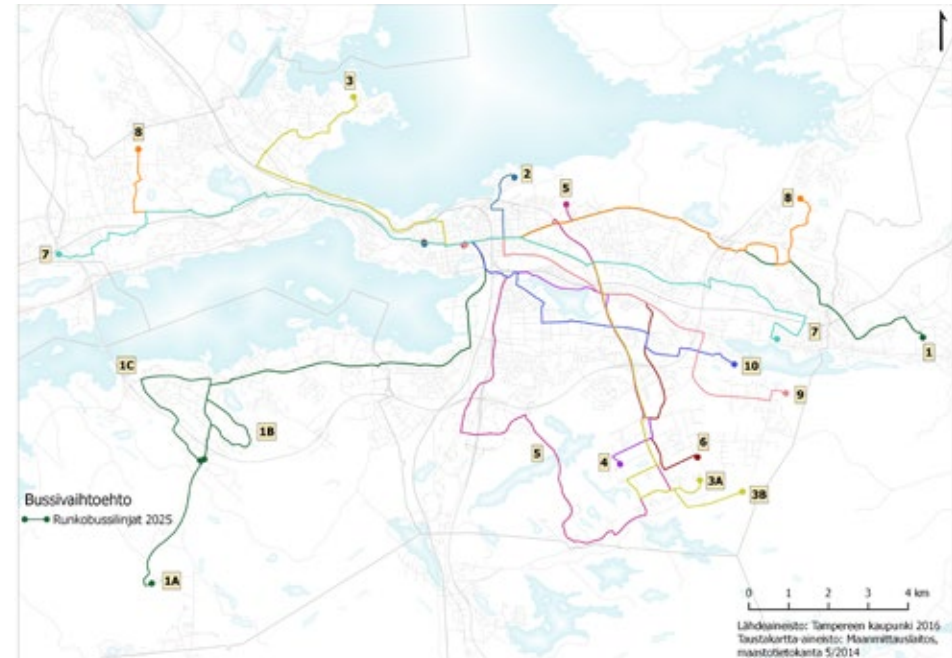 3
8
2
5
8
7
7
1
1C
10
9
1B
5
6
4
3A
3B
Bussivaihtoehto
Runkobussilinjat 2025
1A
0 1 2 4 km
Lähdeaineisto: Tampereen kaupunki 2016
Taustakartta-aineisto: Maanmittauslaitos,
maastotietokanta 5/2014